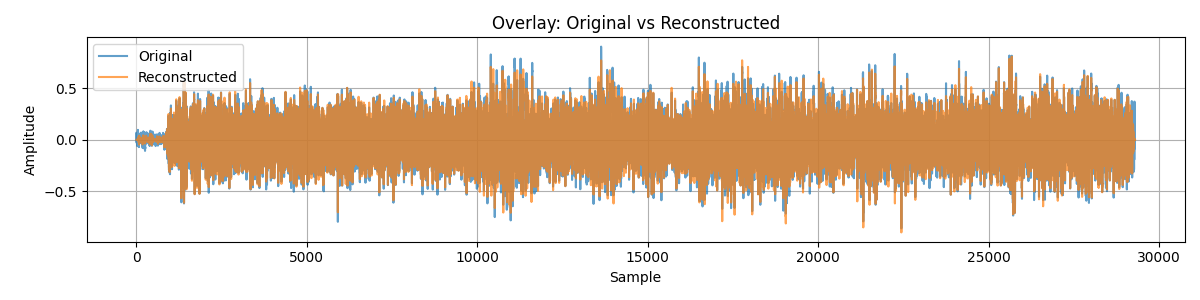 Overlay: Original vs Reconstructed
Original
Reconstructed
Amplitude
0.5
0.0
−0.5
0 5000 10000 15000 20000 25000 30000
Sample